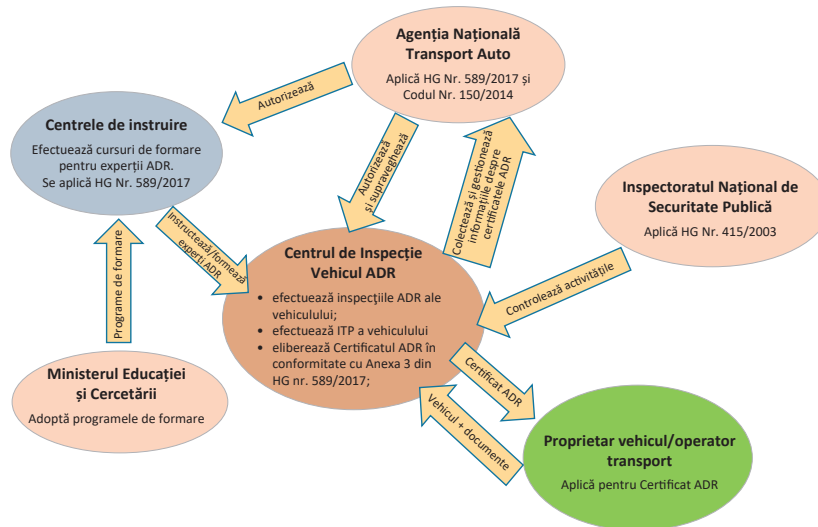 Agenția Națională
Transport Auto
Aplică HG Nr. 589/2017 și
Codul Nr. 150/2014
Autorizează
Centrele de instruire
Efectuează cursuri de formare
pentru experții ADR.
Se aplică HG Nr. 589/2017
Autorizează
și supraveghează
Colectează și gestionează
informațiile despre
certificatele ADR
Inspectoratul Național de
Securitate Publică
Aplică HG Nr. 415/2003
Instructează/formează
experti ADR
Programe de formare
Centrul de Inspecție
Vehicul ADR
• efectuează inspecţiile ADR ale
vehiculului;
• efectuează ITP a vehiculului
• eliberează Certificatul ADR în
conformitate cu Anexa 3 din
HG nr. 589/2017;
Controlează activitățile
Ministerul Educației
și Cercetării
Adoptă programele de formare
Certificat ADR
Vehicul + documente
Proprietar vehicul/operator
transport
Aplică pentru Certificat ADR